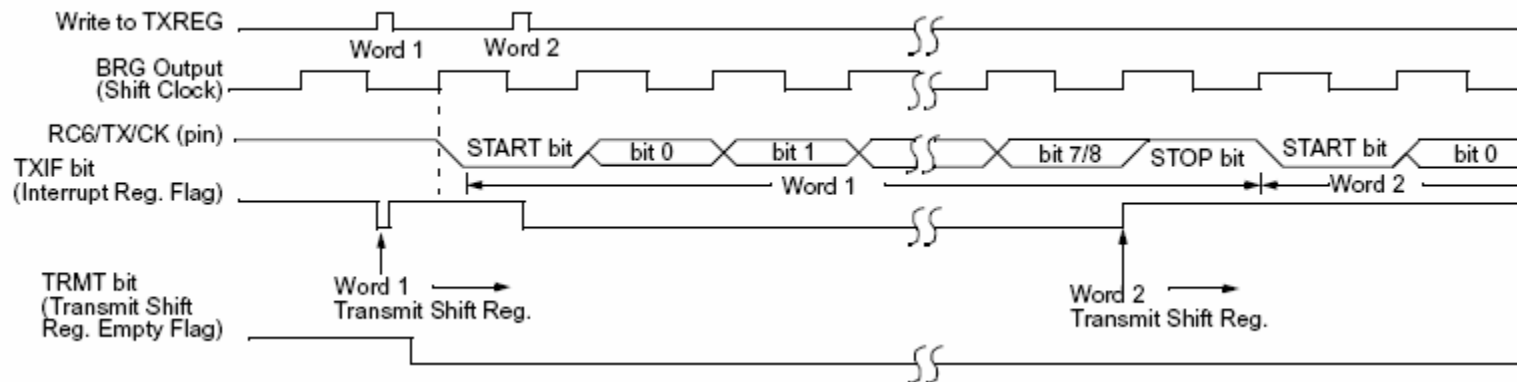 Write to TXREG
Word 1
Word 2
BRG Output
(Shift Clock)
RC6/TX/CK (pin)
START bit
bit 0
bit 1
bit 7/8
STOP bit
START bit
bit 0
TXIF bit
(Interrupt Reg. Flag)
Word 1
Word 2
TRMT bit
(Transmit Shift
Reg. Empty Flag)
Word 1
Transmit Shift Reg.
Word 2
Transmit Shift Reg.